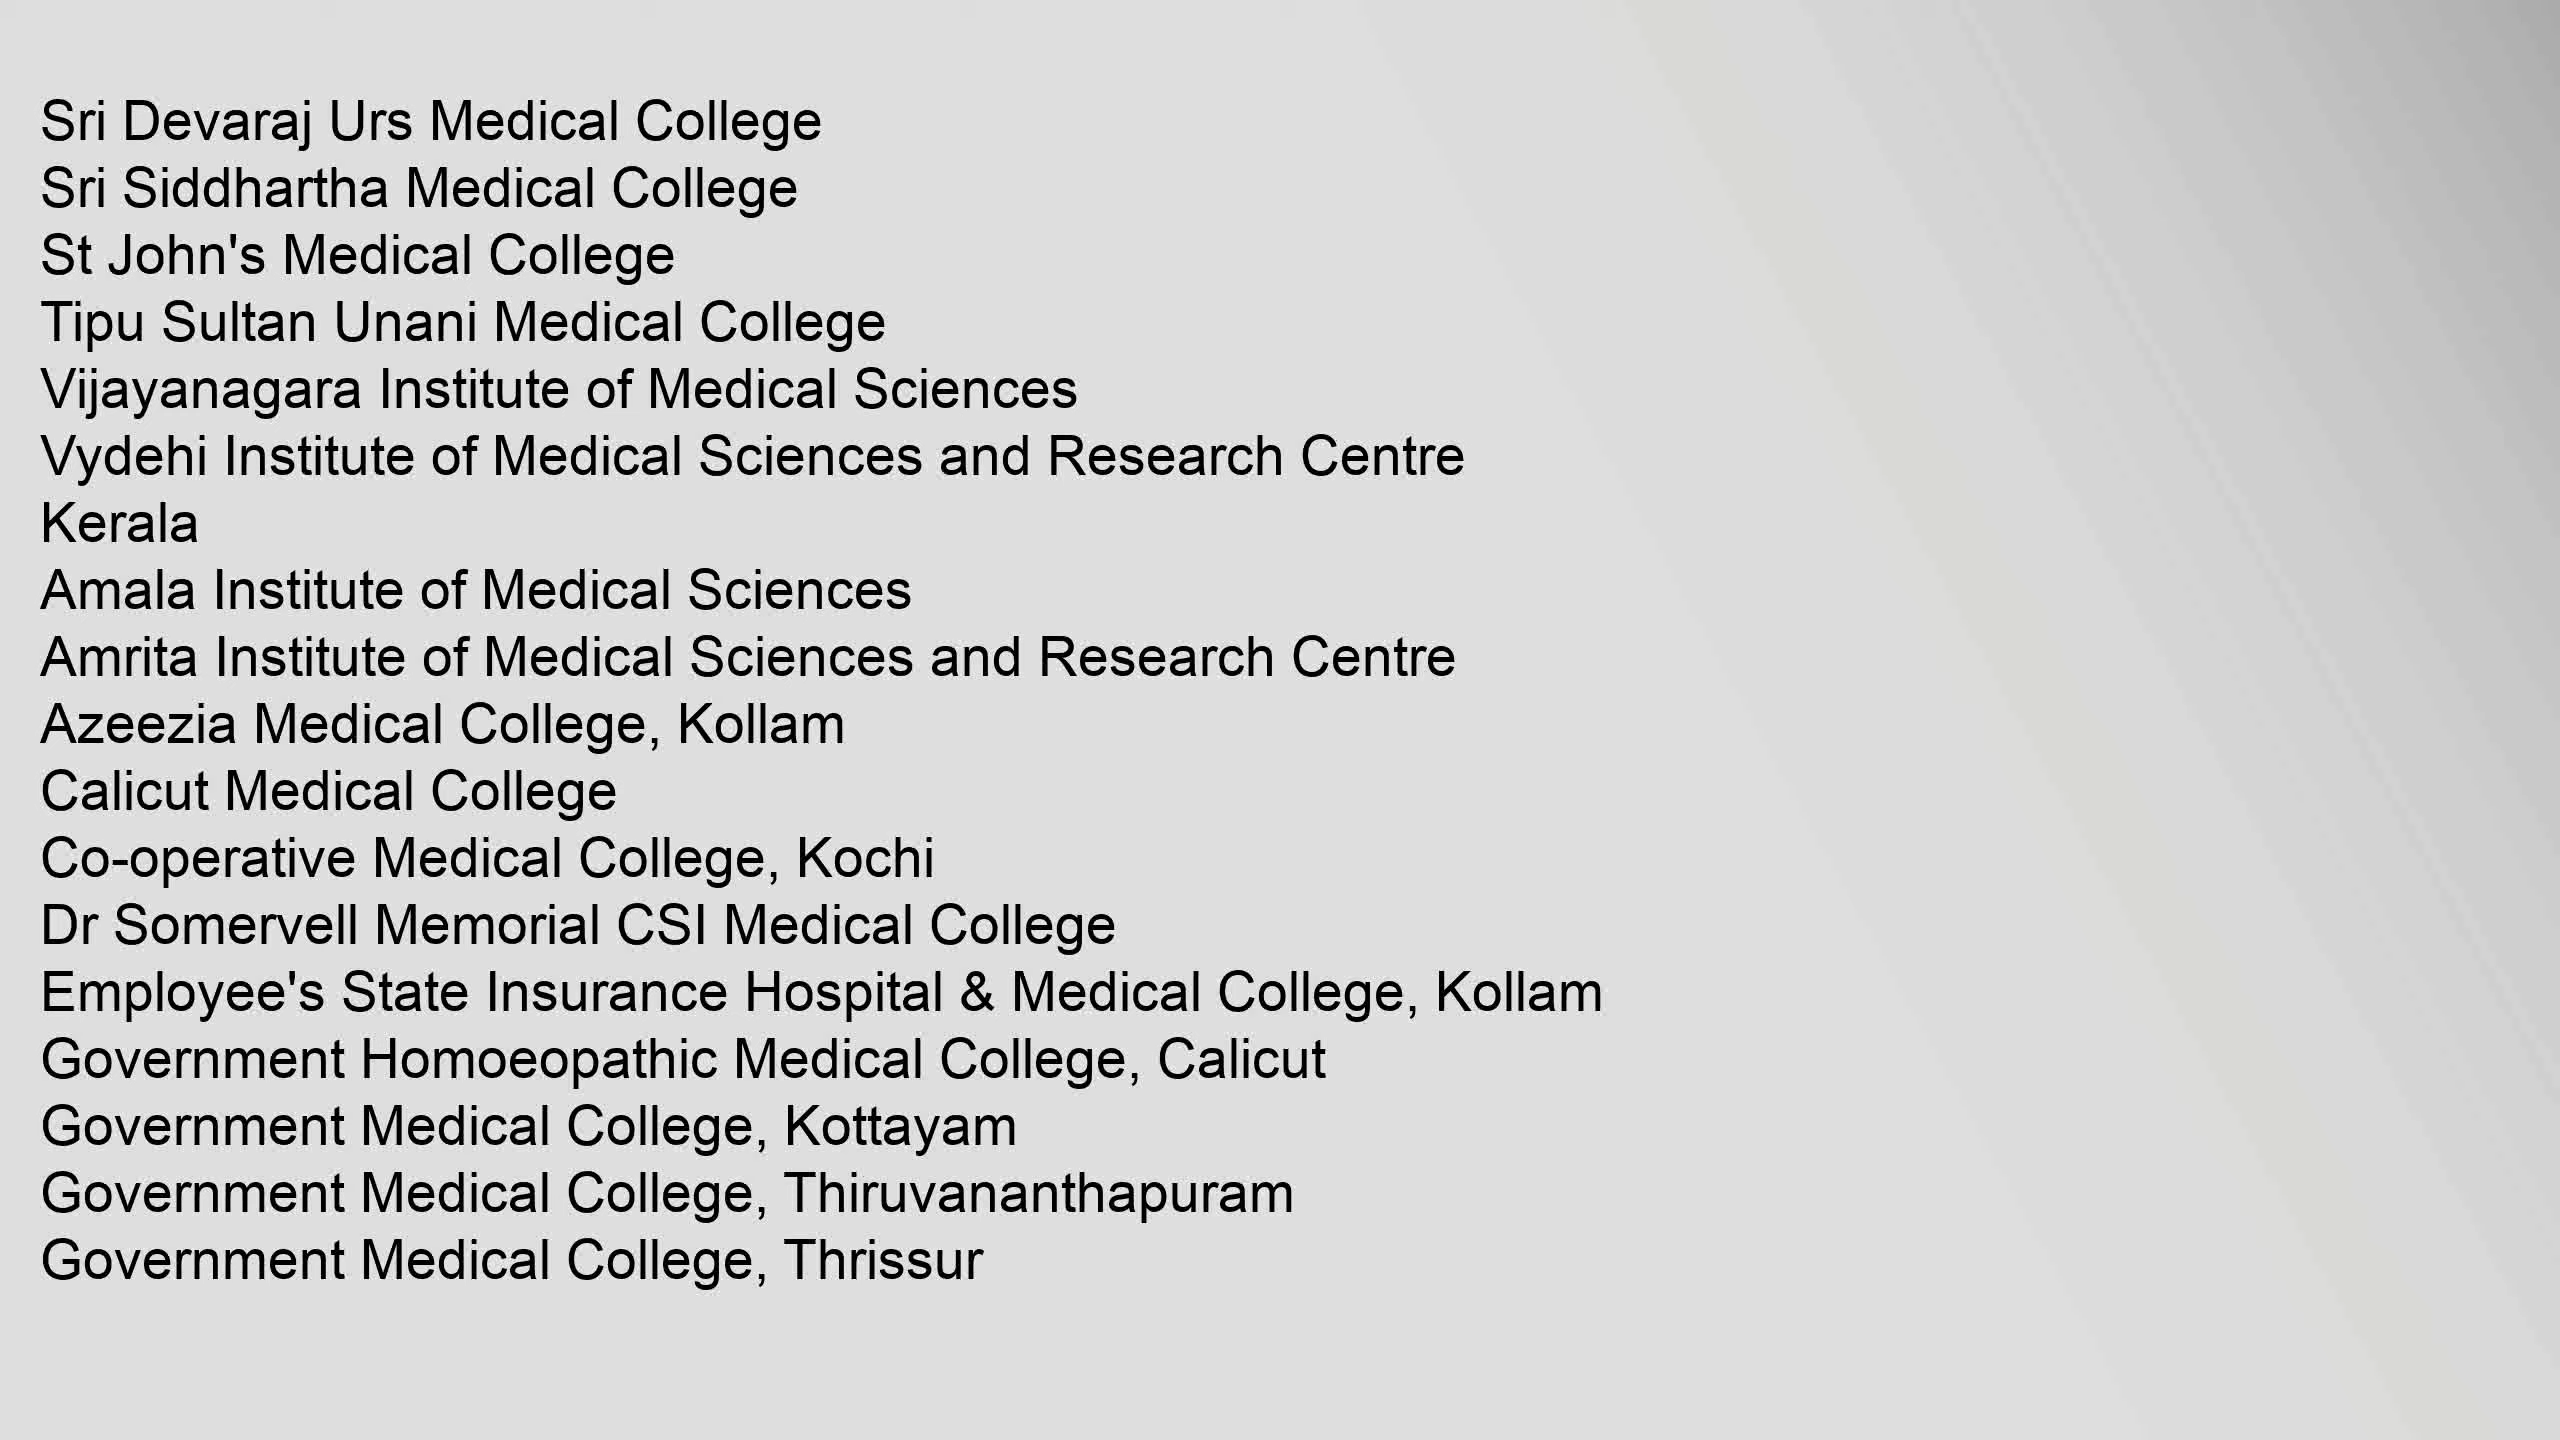 Sri Devaraj Urs Medical College
Sri Siddhartha Medical College
St John's Medical College
Tipu Sultan Unani Medical College
Vijayanagara Institute of Medical Sciences
Vydehi Institute of Medical Sciences and Research Centre
Kerala
Amala Institute of Medical Sciences
Amrita Institute of Medical Sciences and Research Centre
Azeezia Medical College, Kollam
Calicut Medical College
Co-operative Medical College, Kochi
Dr Somervell Memorial CSI Medical College
Employee's State Insurance Hospital & Medical College, Kollam
Government Homoeopathic Medical College, Calicut
Government Medical College, Kottayam
Government Medical College, Thiruvananthapuram
Government Medical College, Thrissur